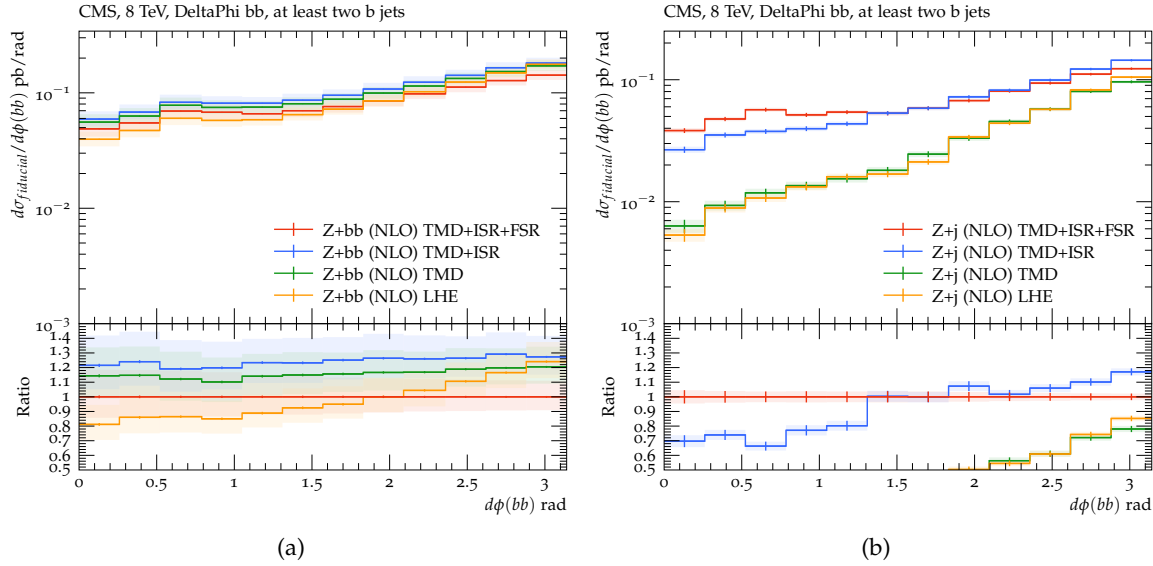 CMS, 8 TeV, DeltaPhi bb, at least two b jets
dσ_fiducial/dϕ(bb) pb/rad
10^−1
10^−2
10^−3
Z+bb (NLO) TMD+ISR+FSR
Z+bb (NLO) TMD+ISR
Z+bb (NLO) TMD
Z+bb (NLO) LHE
Ratio
1.4
1.3
1.2
1.1
1
0.9
0.8
0.7
0.6
0.5
0 0.5 1 1.5 2 2.5 3
dϕ(bb) rad
(a)
CMS, 8 TeV, DeltaPhi bb, at least two b jets
dσ_fiducial/dϕ(bb) pb/rad
10^−1
10^−2
10^−3
Z+j (NLO) TMD+ISR+FSR
Z+j (NLO) TMD+ISR
Z+j (NLO) TMD
Z+j (NLO) LHE
Ratio
1.4
1.3
1.2
1.1
1
0.9
0.8
0.7
0.6
0.5
0 0.5 1 1.5 2 2.5 3
dϕ(bb) rad
(b)